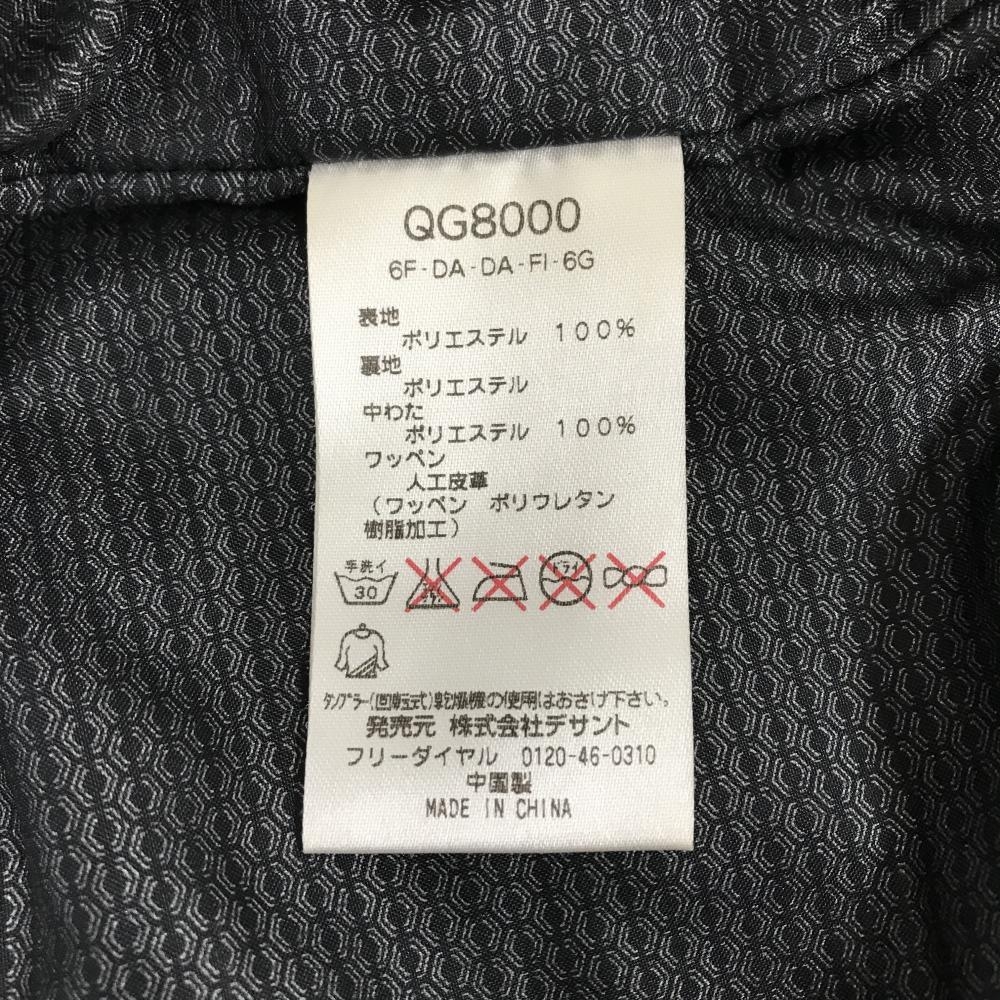 QG8000
6F-DA-DA-FI-6G
表地
ポリエステル 100%
裏地
ポリエステル
中わた
ポリエステル 100%
ワッペン
人工皮革
(ワッペン ポリウレタン
樹脂加工)
手洗イ
30
ドライ
タンブラー(回転式)乾燥機の使用はおさけ下さい。
発売元 株式会社デサント
フリーダイヤル 0120-46-0310
中国製
MADE IN CHINA